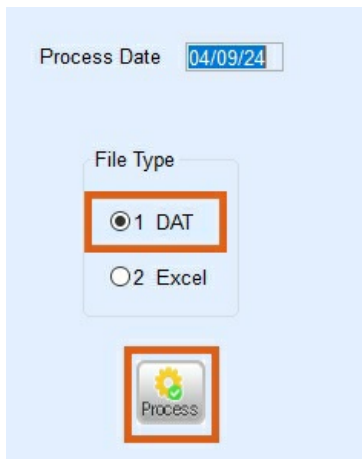 Process Date 04/09/24
File Type
1 DAT
2 Excel
Process